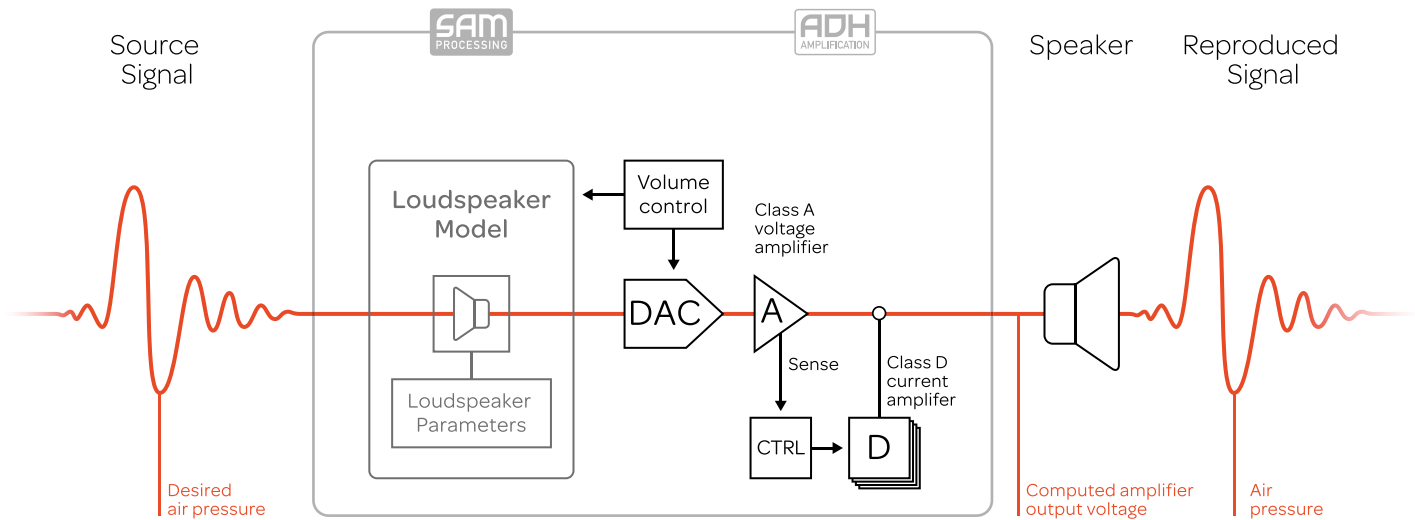 Source
Signal
SAM
PROCESSING
ADH
AMPLIFICATION
Speaker
Reproduced
Signal
Loudspeaker
Model
Volume
control
Class A
voltage
amplifier
DAC
A
Sense
Class D
current
amplifer
Loudspeaker
Parameters
CTRL
D
Desired
air pressure
Computed amplifier
output voltage
Air
pressure